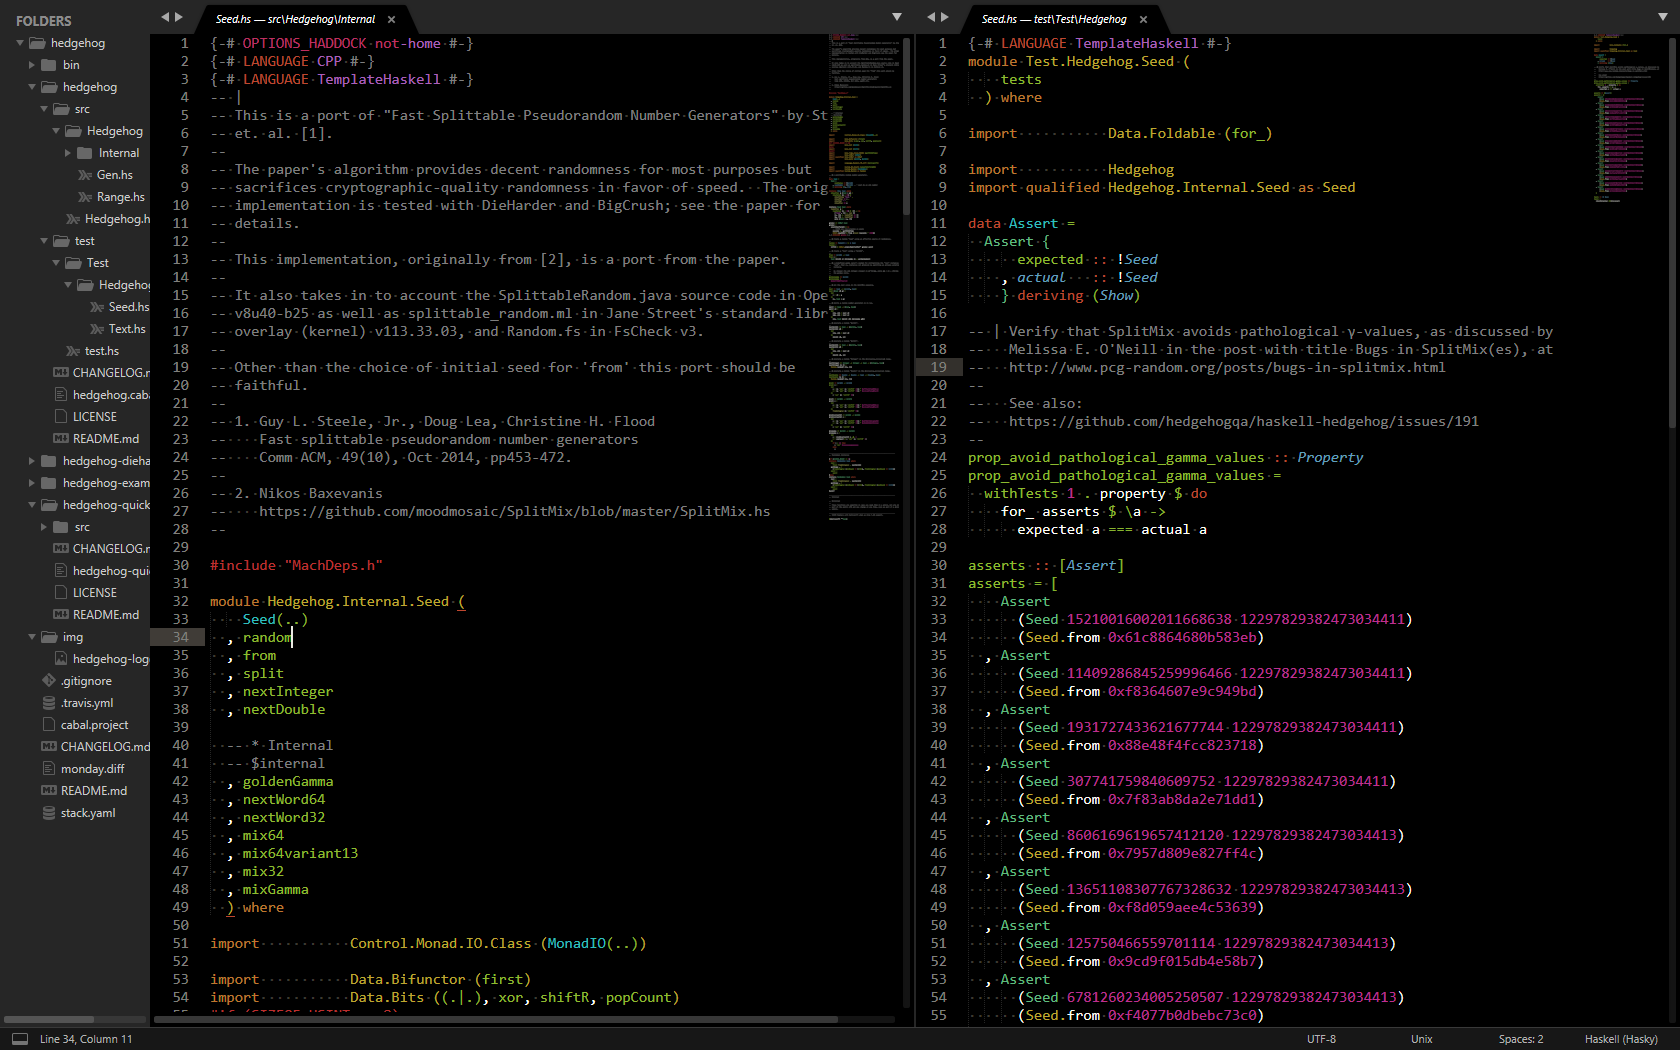 FOLDERS
hedgehog
bin
hedgehog
src
Hedgehog
Internal
Gen.hs
Range.hs
Hedgehog.h
test
Test
Hedgehog
Seed.hs
Text.hs
test.hs
CHANGELOG.m
hedgehog.caba
LICENSE
README.md
hedgehog-dieha
hedgehog-exam
hedgehog-quick
src
CHANGELOG.m
hedgehog-qui
LICENSE
README.md
img
hedgehog-log
.gitignore
.travis.yml
cabal.project
CHANGELOG.md
monday.diff
README.md
stack.yaml
Seed.hs — src\Hedgehog\Internal ×
1 {-# OPTIONS_HADDOCK not-home #-}
2 {-# LANGUAGE CPP #-}
3 {-# LANGUAGE TemplateHaskell #-}
4 -- |
5 -- This is a port of "Fast Splittable Pseudorandom Number Generators" by St
6 -- et. al. [1].
7 --
8 -- The paper's algorithm provides decent randomness for most purposes but
9 -- sacrifices cryptographic-quality randomness in favor of speed.  The orig
10 -- implementation is tested with DieHarder and BigCrush; see the paper for
11 -- details.
12 --
13 -- This implementation, originally from [2], is a port from the paper.
14 --
15 -- It also takes in to account the SplittableRandom.java source code in Ope
16 -- v8u40-b25 as well as splittable_random.ml in Jane Street's standard libr
17 -- overlay (kernel) v113.33.03, and Random.fs in FsCheck v3.
18 --
19 -- Other than the choice of initial seed for 'from' this port should be
20 -- faithful.
21 --
22 -- 1. Guy L. Steele, Jr., Doug Lea, Christine H. Flood
23 --    Fast splittable pseudorandom number generators
24 --    Comm ACM, 49(10), Oct 2014, pp453-472.
25 --
26 -- 2. Nikos Baxevanis
27 --    https://github.com/moodmosaic/SplitMix/blob/master/SplitMix.hs
28 --
29
30 #include "MachDeps.h"
31
32 module Hedgehog.Internal.Seed (
33     Seed(..)
34   , random
35   , from
36   , split
37   , nextInteger
38   , nextDouble
39
40   -- * Internal
41   -- $internal
42   , goldenGamma
43   , nextWord64
44   , nextWord32
45   , mix64
46   , mix64variant13
47   , mix32
48   , mixGamma
49   ) where
50
51 import           Control.Monad.IO.Class (MonadIO(..))
52
53 import           Data.Bifunctor (first)
54 import           Data.Bits ((.|.), xor, shiftR, popCount)
Seed.hs — test\Test\Hedgehog ×
1 {-# LANGUAGE TemplateHaskell #-}
2 module Test.Hedgehog.Seed (
3     tests
4   ) where
5
6 import           Data.Foldable (for_)
7
8 import           Hedgehog
9 import qualified Hedgehog.Internal.Seed as Seed
10
11 data Assert =
12   Assert {
13       expected :: !Seed
14     , actual   :: !Seed
15     } deriving (Show)
16
17 -- | Verify that SplitMix avoids pathological γ-values, as discussed by
18 --   Melissa E. O'Neill in the post with title Bugs in SplitMix(es), at
19 --   http://www.pcg-random.org/posts/bugs-in-splitmix.html
20 --
21 --   See also:
22 --   https://github.com/hedgehogqa/haskell-hedgehog/issues/191
23 --
24 prop_avoid_pathological_gamma_values :: Property
25 prop_avoid_pathological_gamma_values =
26   withTests 1 . property $ do
27     for_ asserts $ \a ->
28       expected a === actual a
29
30 asserts :: [Assert]
31 asserts = [
32     Assert
33       (Seed 15210016002011668638 12297829382473034411)
34       (Seed.from 0x61c8864680b583eb)
35   , Assert
36       (Seed 11409286845259996466 12297829382473034411)
37       (Seed.from 0xf8364607e9c949bd)
38   , Assert
39       (Seed 1931727433621677744 12297829382473034411)
40       (Seed.from 0x88e48f4fcc823718)
41   , Assert
42       (Seed 307741759840609752 12297829382473034411)
43       (Seed.from 0x7f83ab8da2e71dd1)
44   , Assert
45       (Seed 8606169619657412120 12297829382473034413)
46       (Seed.from 0x7957d809e827ff4c)
47   , Assert
48       (Seed 13651108307767328632 12297829382473034413)
49       (Seed.from 0xf8d059aee4c53639)
50   , Assert
51       (Seed 125750466559701114 12297829382473034413)
52       (Seed.from 0x9cd9f015db4e58b7)
53   , Assert
54       (Seed 6781260234005250507 12297829382473034413)
55       (Seed.from 0xf4077b0dbebc73c0)
Line 34, Column 11
UTF-8
Unix
Spaces: 2
Haskell (Hasky)